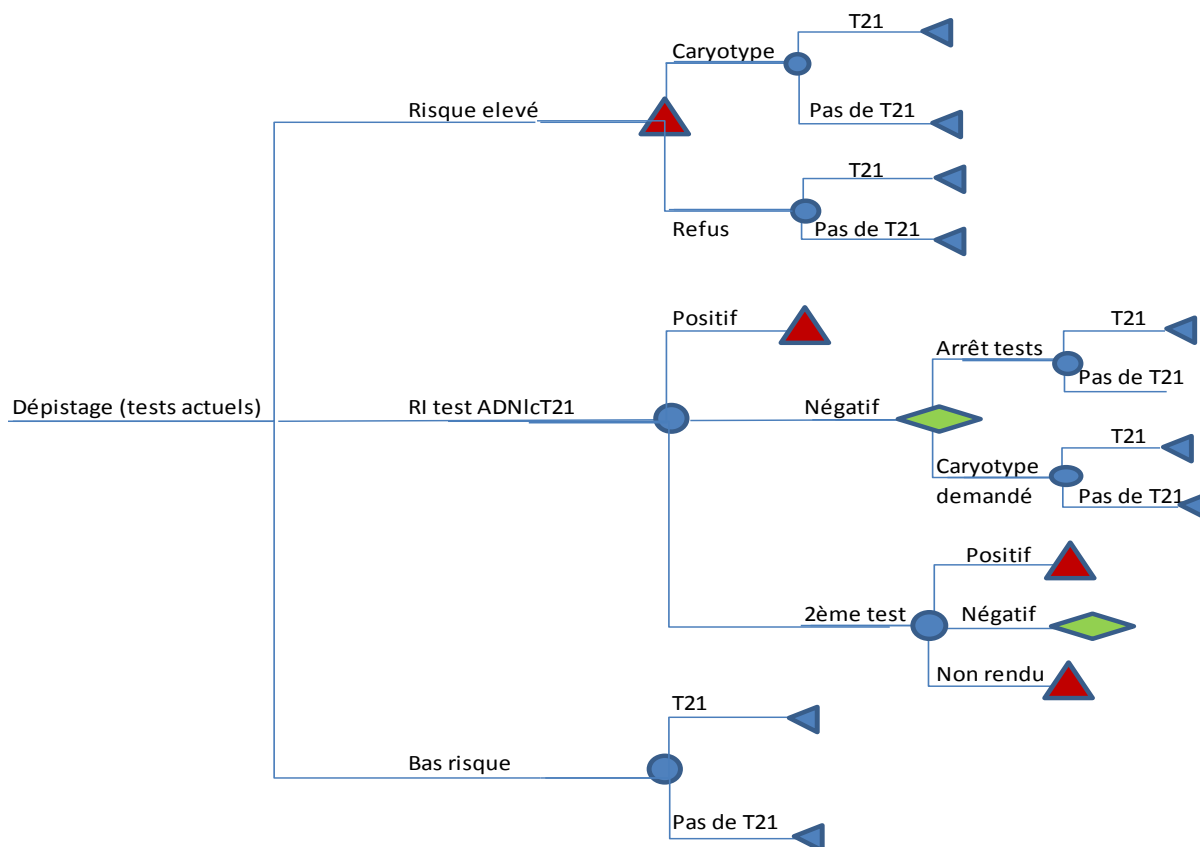 T21
Caryotype
Pas de T21
Risque elevé
T21
Refus
Pas de T21
Positif
T21
Arrêt tests
Pas de T21
Dépistage (tests actuels)
RI test ADNlcT21
Négatif
T21
Caryotype
demandé
Pas de T21
Positif
2ème test
Négatif
Non rendu
T21
Bas risque
Pas de T21